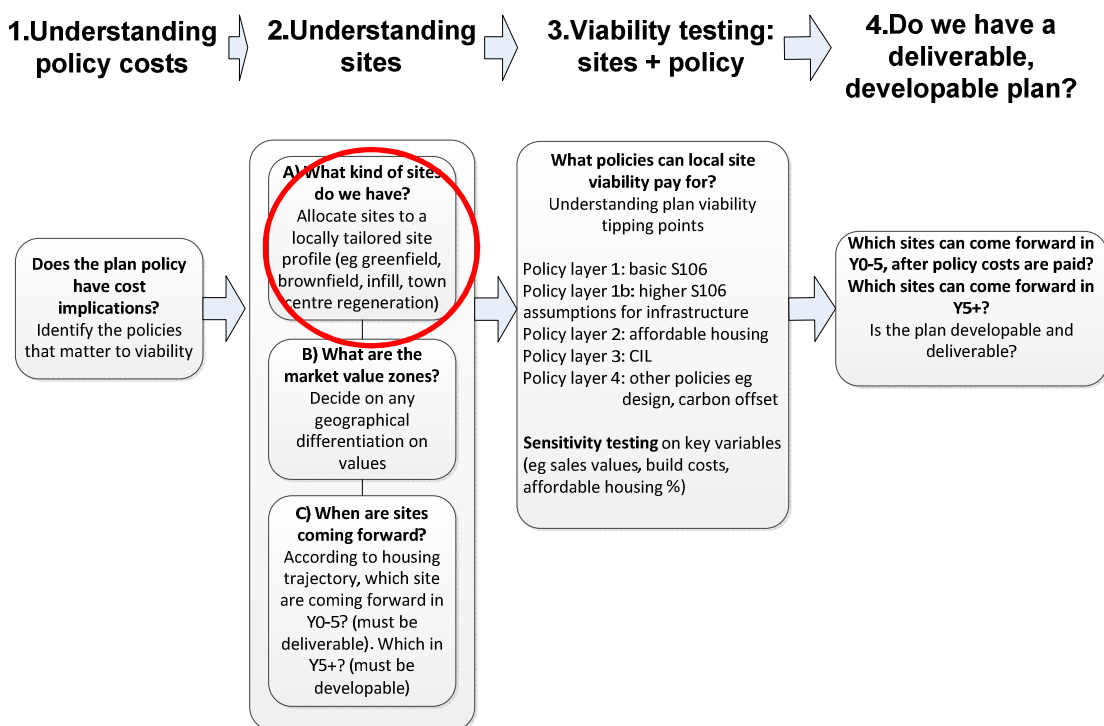 1.Understanding
policy costs
2.Understanding
sites
3.Viability testing:
sites + policy
4.Do we have a
deliverable,
developable plan?
Does the plan policy
have cost
implications?
Identify the policies
that matter to viability
A) What kind of sites
do we have?
Allocate sites to a
locally tailored site
profile (eg greenfield,
brownfield, infill, town
centre regeneration)
B) What are the
market value zones?
Decide on any
geographical
differentiation on
values
C) When are sites
coming forward?
According to housing
trajectory, which site
are coming forward in
Y0-5? (must be
deliverable). Which in
Y5+? (must be
developable)
What policies can local site
viability pay for?
Understanding plan viability
tipping points
Policy layer 1: basic S106
Policy layer 1b: higher S106
assumptions for infrastructure
Policy layer 2: affordable housing
Policy layer 3: CIL
Policy layer 4: other policies eg
design, carbon offset
Sensitivity testing on key variables
(eg sales values, build costs,
affordable housing %)
Which sites can come forward in
Y0-5, after policy costs are paid?
Which sites can come forward in
Y5+?
Is the plan developable and
deliverable?